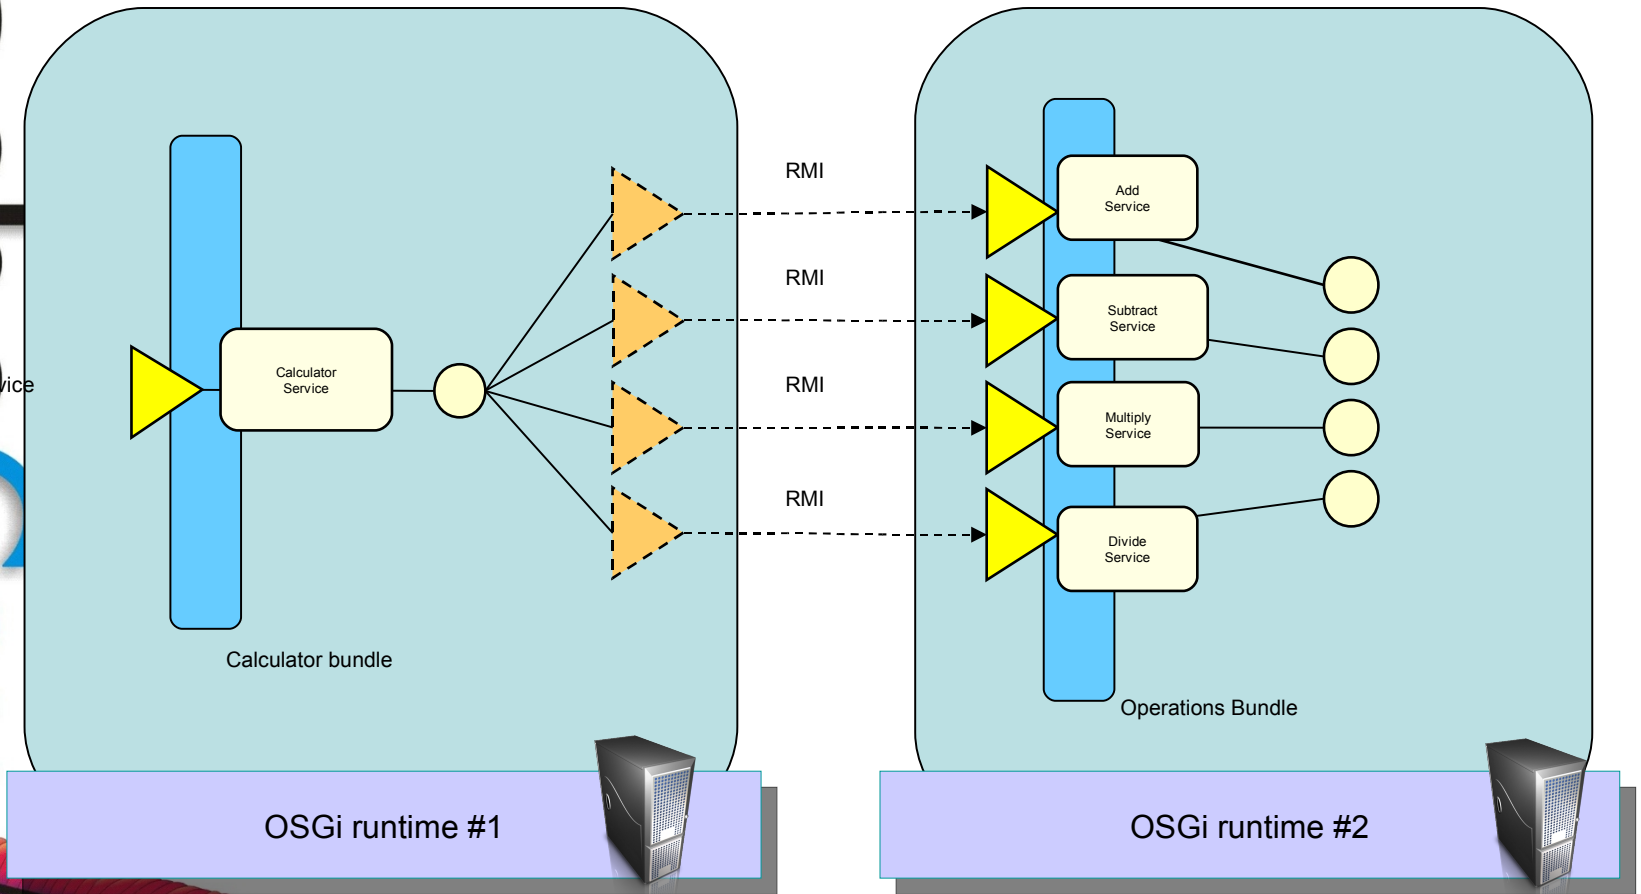 RMI
Add
Service
RMI
Subtract
Service
vice
Calculator
Service
RMI
Multiply
Service
RMI
Divide
Service
Calculator bundle
Operations Bundle
OSGi runtime #1
OSGi runtime #2